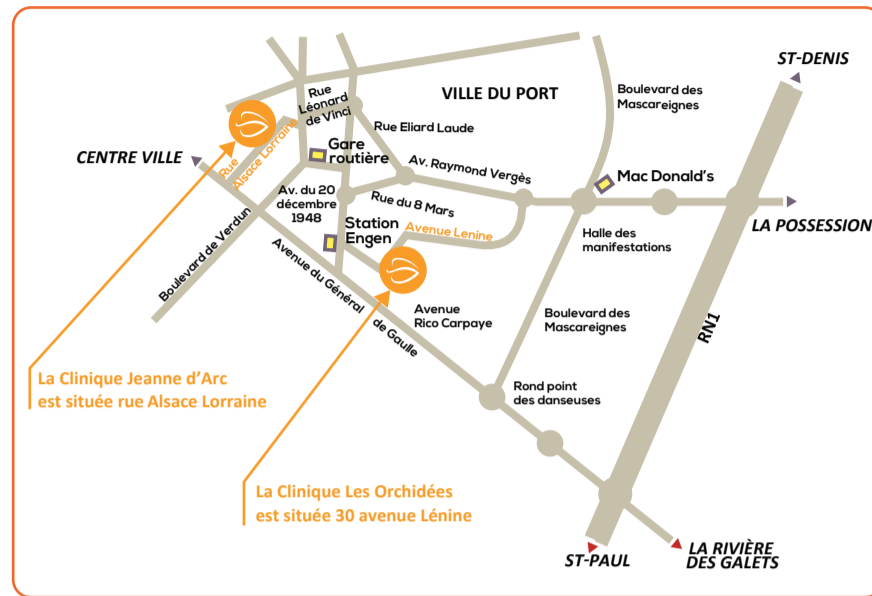 ST-DENIS
VILLE DU PORT
Boulevard des
Mascareignes
Rue
Léonard
de Vinci
Rue Eliard Laude
CENTRE VILLE
Rue
Alsace Lorraine
Gare
routière
Av. Raymond Vergès
Mac Donald's
LA POSSESSION
Av. du 20
décembre
1948
Rue du 8 Mars
Station
Engen
Avenue Lenine
Halle des
manifestations
Boulevard de Verdun
Avenue du Général
de Gaulle
Avenue
Rico Carpaye
Boulevard des
Mascareignes
RN1
La Clinique Jeanne d'Arc
est située rue Alsace Lorraine
Rond point
des danseuses
La Clinique Les Orchidées
est située 30 avenue Lénine
ST-PAUL
LA RIVIÈRE
DES GALETS